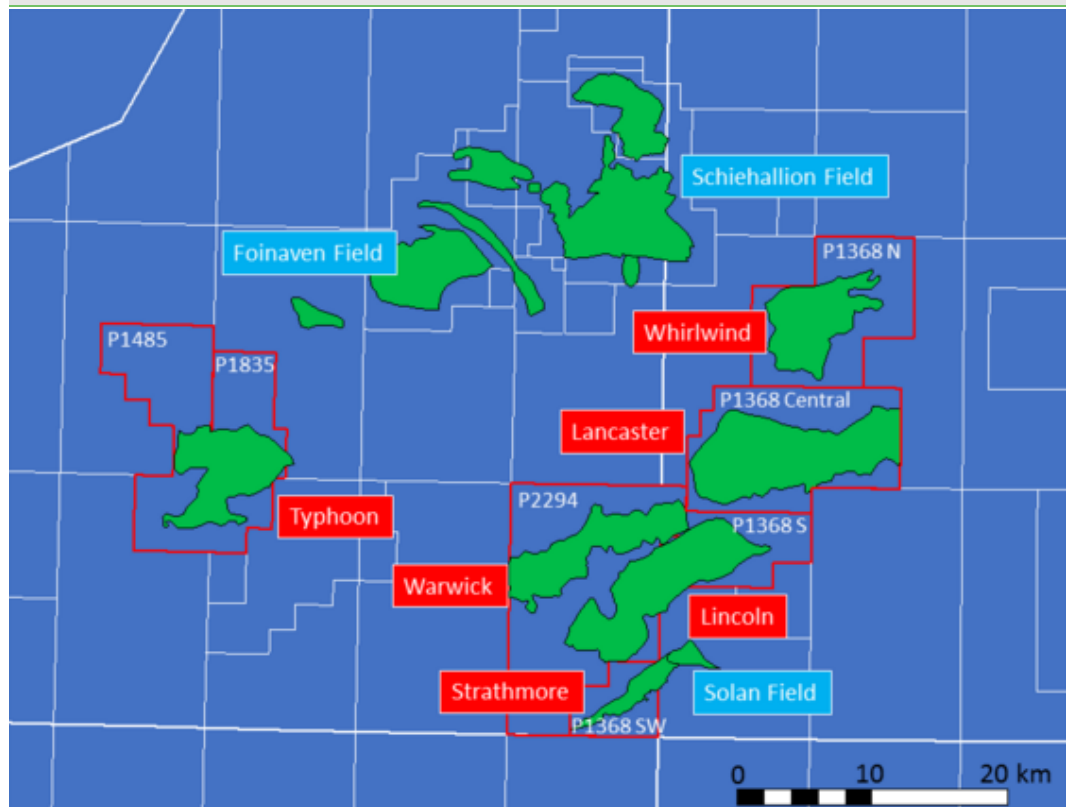 Schiehallion Field
Foinaven Field
P1368 N
Whirlwind
P1485
P1835
P1368 Central
Lancaster
Typhoon
P2294
P1368 S
Warwick
Lincoln
Strathmore
Solan Field
P1368 SW
0 10 20 km